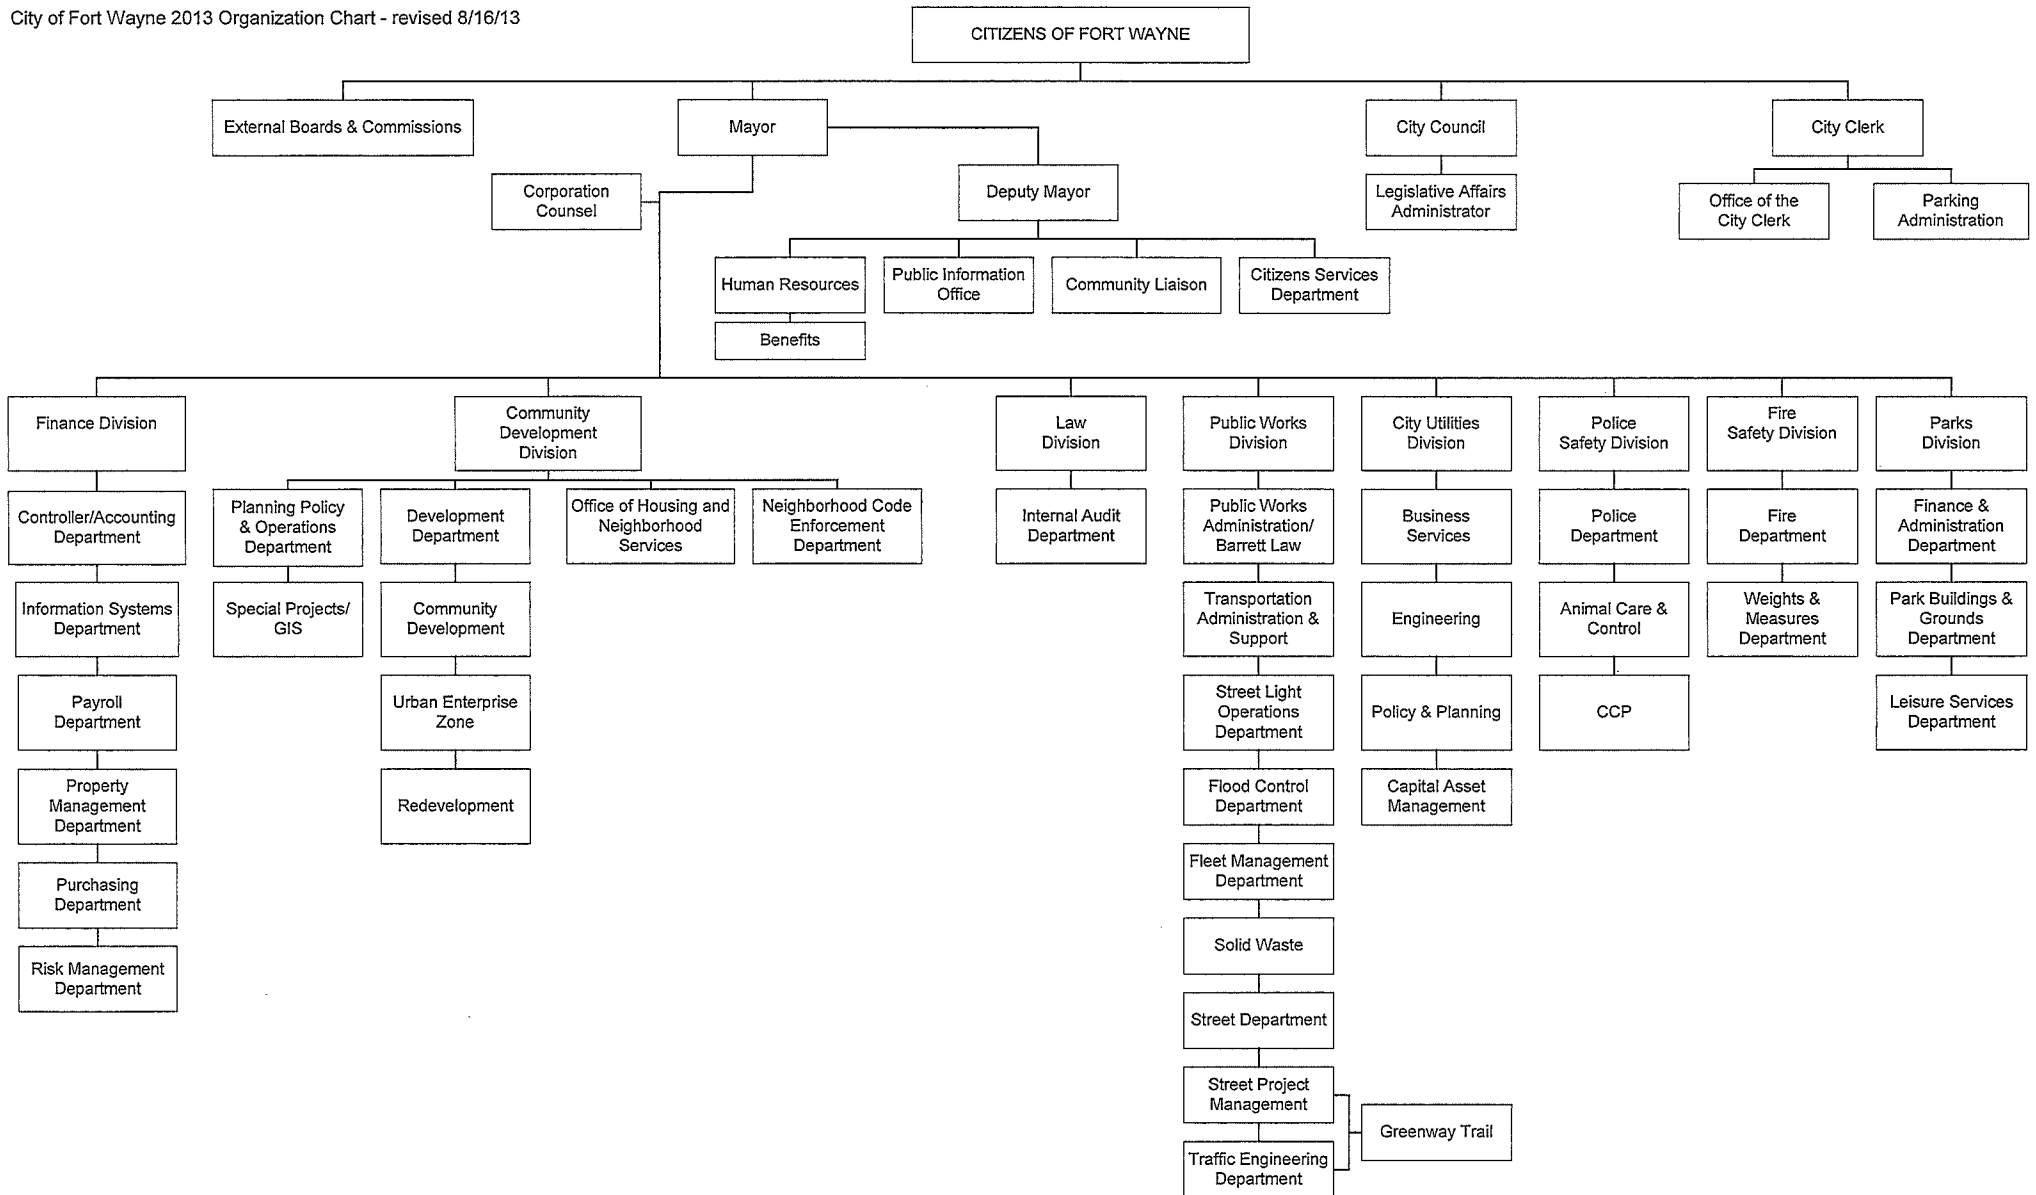 City of Fort Wayne 2013 Organization Chart - revised 8/16/13
CITIZENS OF FORT WAYNE
External Boards & Commissions
Mayor
City Council
City Clerk
Corporation
Counsel
Deputy Mayor
Legislative Affairs
Administrator
Office of the
City Clerk
Parking
Administration
Human Resources
Public Information
Office
Community Liaison
Citizens Services
Department
Benefits
Finance Division
Community
Development
Division
Law
Division
Public Works
Division
City Utilities
Division
Police
Safety Division
Fire
Safety Division
Parks
Division
Controller/Accounting
Department
Planning Policy
& Operations
Department
Development
Department
Office of Housing and
Neighborhood
Services
Neighborhood Code
Enforcement
Department
Internal Audit
Department
Public Works
Administration/
Barrett Law
Business
Services
Police
Department
Fire
Department
Finance &
Administration
Department
Information Systems
Department
Special Projects/
GIS
Community
Development
Transportation
Administration &
Support
Engineering
Animal Care &
Control
Weights &
Measures
Department
Park Buildings &
Grounds
Department
Payroll
Department
Urban Enterprise
Zone
Street Light
Operations
Department
Policy & Planning
CCP
Leisure Services
Department
Property
Management
Department
Redevelopment
Flood Control
Department
Capital Asset
Management
Purchasing
Department
Fleet Management
Department
Risk Management
Department
Solid Waste
Street Department
Street Project
Management
Greenway Trail
Traffic Engineering
Department